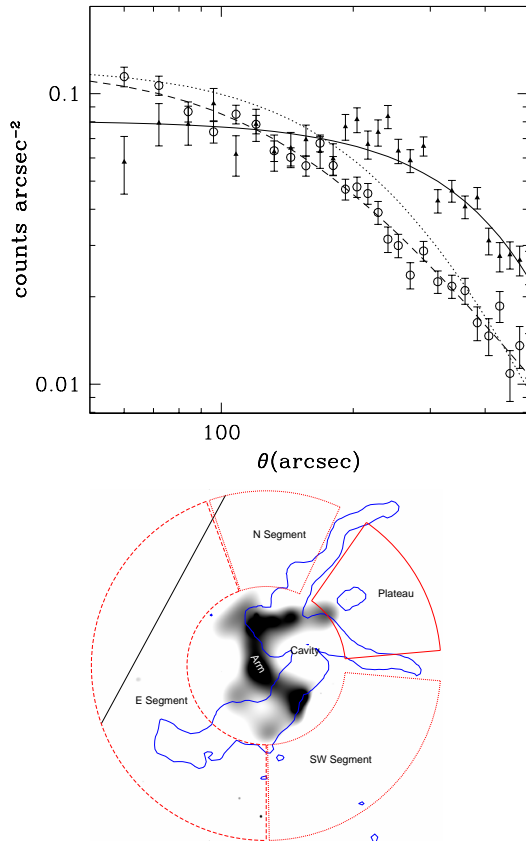 0.1
0.01
counts arcsec⁻²
100
θ(arcsec)
N Segment
Plateau
Cavity
Arm
E Segment
SW Segment